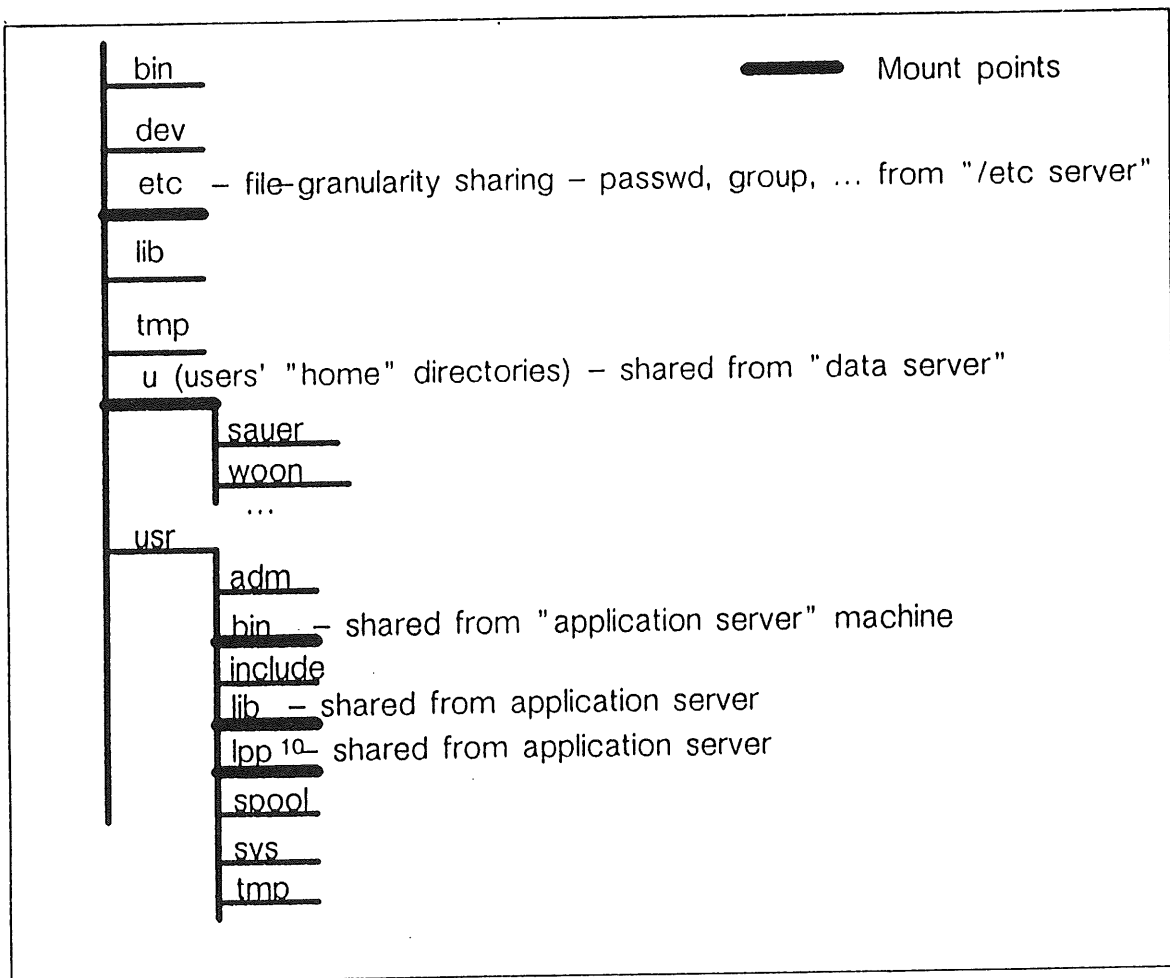 bin
Mount points
dev
etc – file-granularity sharing – passwd, group, ... from "/etc server"
lib
tmp
u (users' "home" directories) – shared from "data server"
sauer
woon
...
usr
adm
bin – shared from "application server" machine
include
lib – shared from application server
lpp 10– shared from application server
spool
sys
tmp